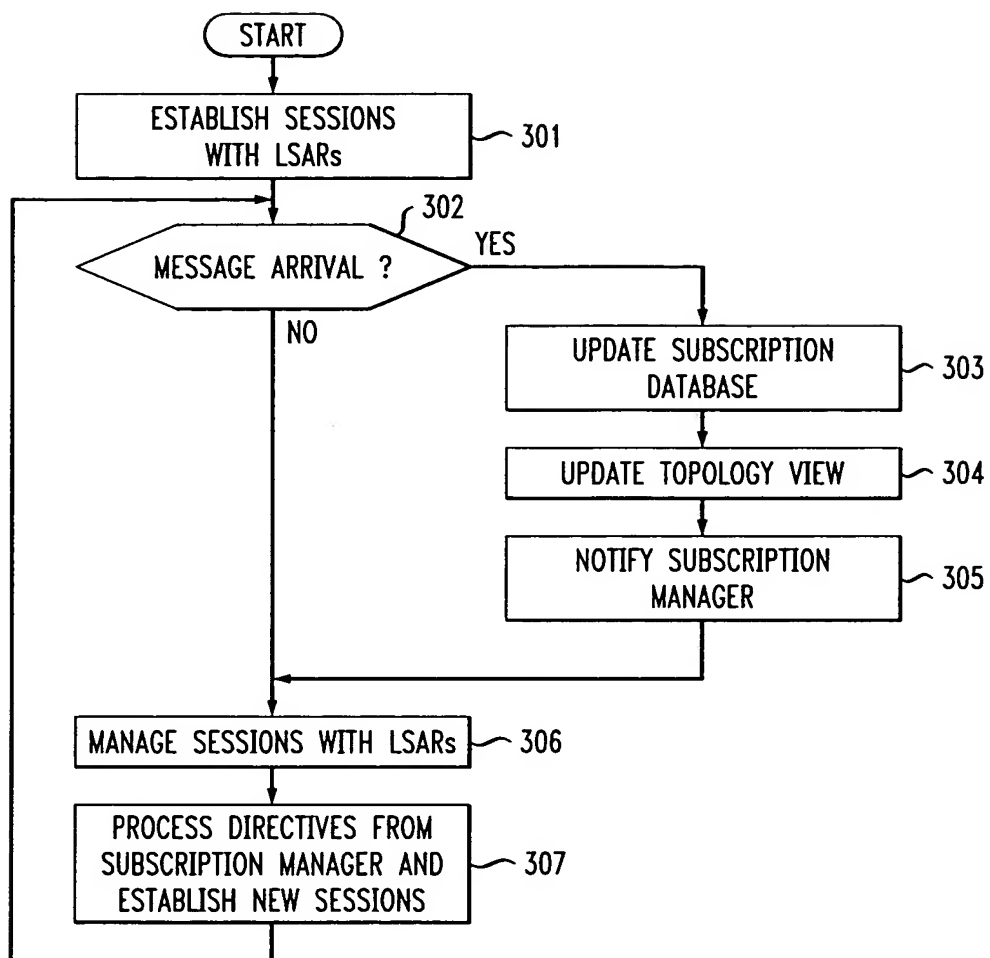 START
ESTABLISH SESSIONS
WITH LSARs
301
302
MESSAGE ARRIVAL ?
YES
NO
UPDATE SUBSCRIPTION
DATABASE
303
UPDATE TOPOLOGY VIEW
304
NOTIFY SUBSCRIPTION
MANAGER
305
MANAGE SESSIONS WITH LSARs
306
PROCESS DIRECTIVES FROM
SUBSCRIPTION MANAGER AND
ESTABLISH NEW SESSIONS
307